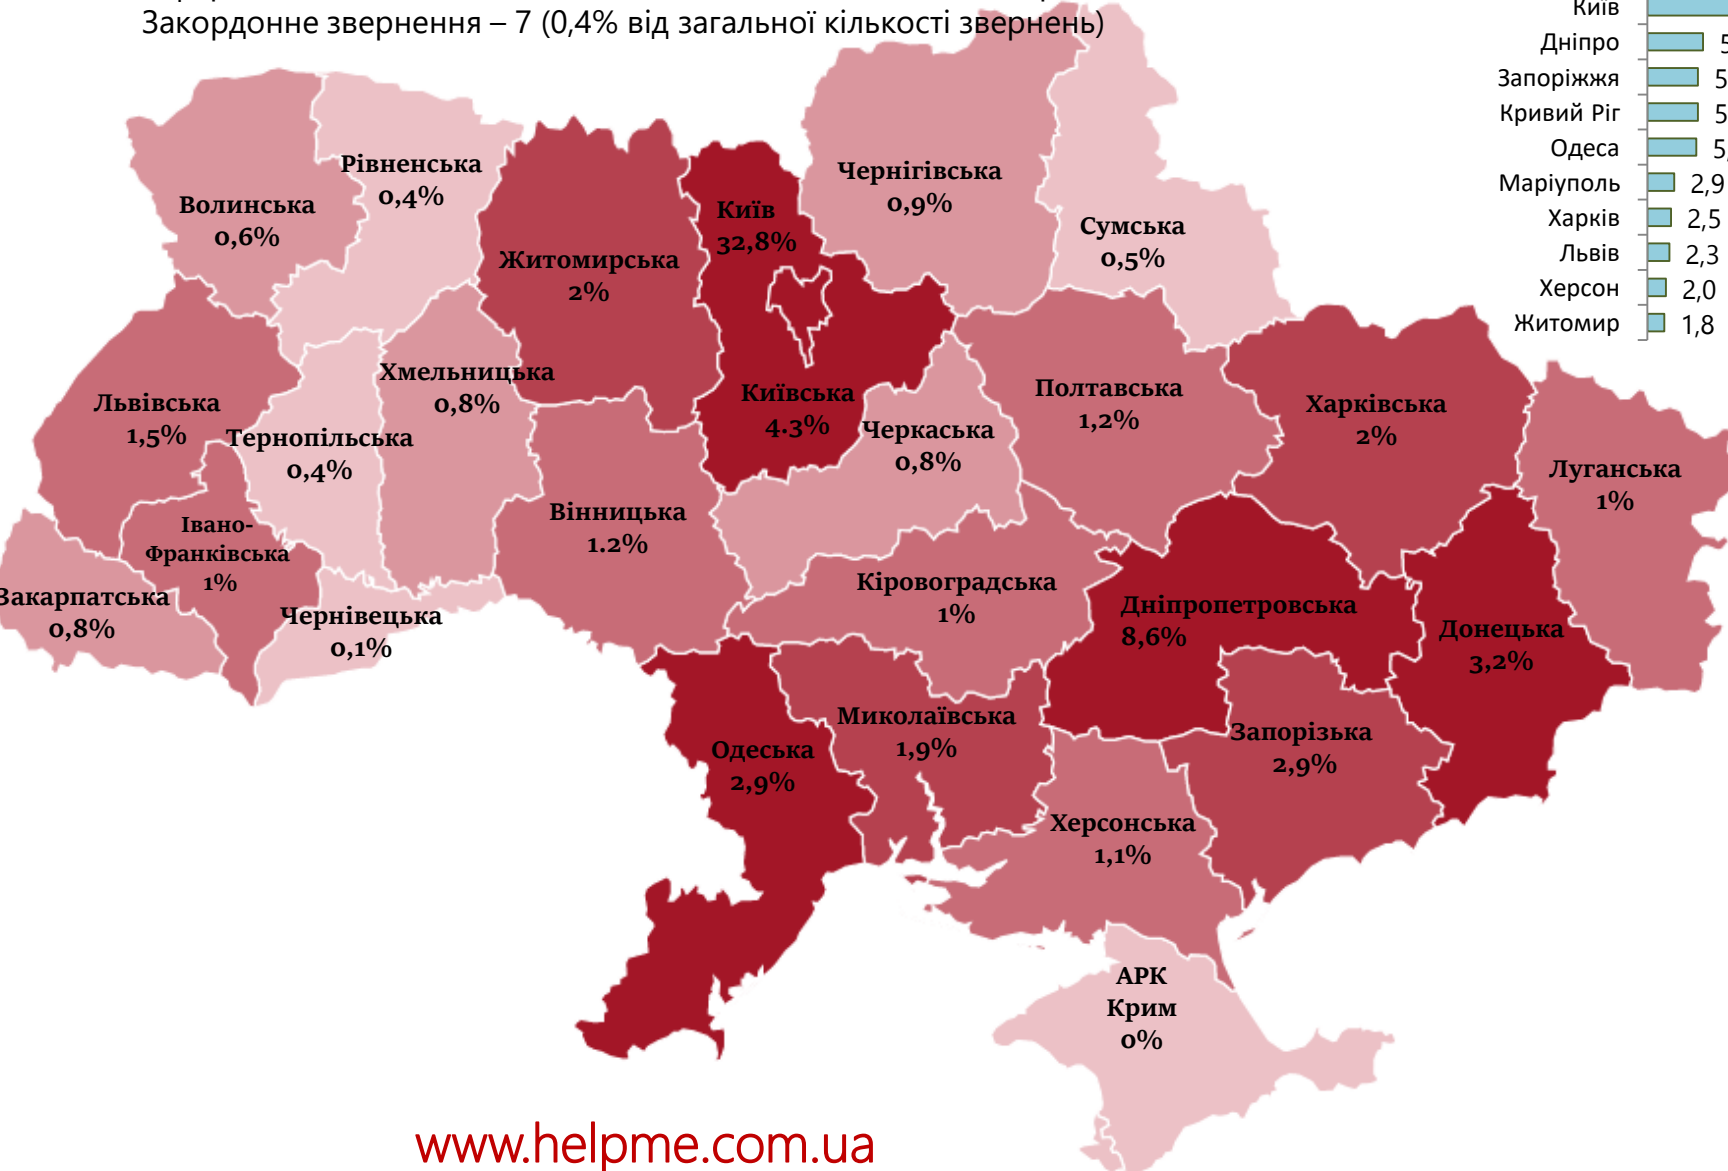 Закордонне звернення – 7 (0,4% від загальної кількості звернень)
Київ
Дніпро 5
Запоріжжя 5
Кривий Ріг 5
Одеса 5,
Маріуполь 2,9
Харків 2,5
Львів 2,3
Херсон 2,0
Житомир 1,8
Волинська
0,6%
Рівненська
0,4%
Житомирська
2%
Київ
32,8%
Чернігівська
0,9%
Сумська
0,5%
Львівська
1,5%
Тернопільська
0,4%
Хмельницька
0,8%
Київська
4.3%
Черкаська
0,8%
Полтавська
1,2%
Харківська
2%
Луганська
1%
Івано-
Франківська
1%
Закарпатська
0,8%
Чернівецька
0,1%
Вінницька
1.2%
Кіровоградська
1%
Дніпропетровська
8,6%
Донецька
3,2%
Одеська
2,9%
Миколаївська
1,9%
Запорізька
2,9%
Херсонська
1,1%
АРК
Крим
0%
www.helpme.com.ua